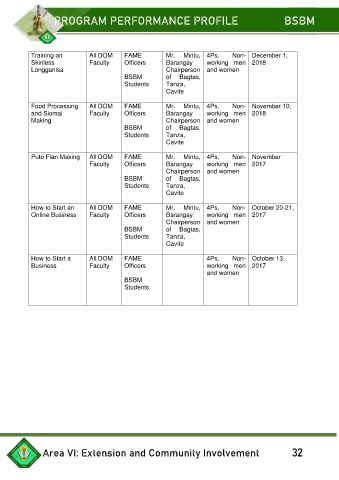 PROGRAM PERFORMANCE PROFILE BSBM
Training on All DOM FAME Mr. Mintu, 4Ps, Non- December 1,
Skinless Faculty Officers Barangay working men 2018
Longganisa Chairperson and women
BSBM of Bagtas,
Students Tanza,
Cavite
Food Processing All DOM FAME Mr. Mintu, 4Ps, Non- November 10,
and Siomai Faculty Officers Barangay working men 2018
Making Chairperson and women
BSBM of Bagtas,
Students Tanza,
Cavite
Puto Flan Making All DOM FAME Mr. Mintu, 4Ps, Non- November
Faculty Officers Barangay working men 2017
Chairperson and women
BSBM of Bagtas,
Students Tanza,
Cavite
How to Start an All DOM FAME Mr. Mintu, 4Ps, Non- October 20-21,
Online Business Faculty Officers Barangay working men 2017
Chairperson and women
BSBM of Bagtas,
Students Tanza,
Cavite
How to Start a All DOM FAME 4Ps, Non- October 13,
Business Faculty Officers working men 2017
and women
BSBM
Students
Area VI: Extension and Community Involvement 32